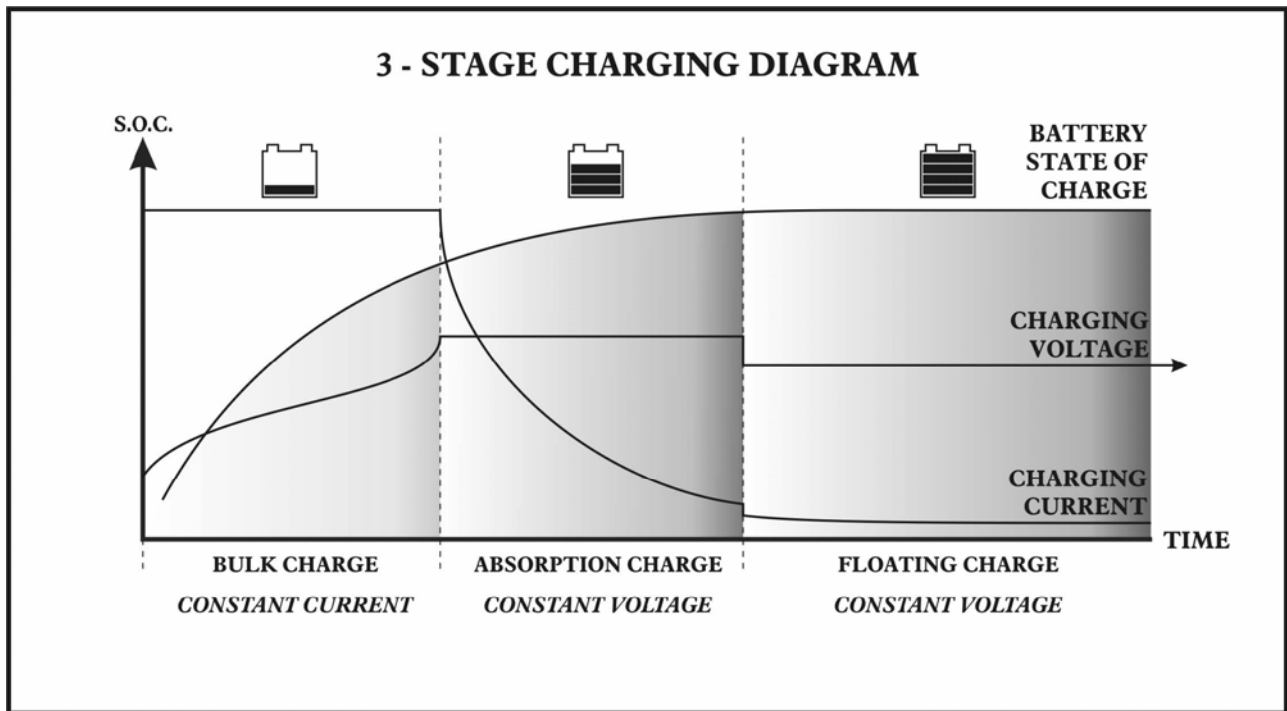 3 - STAGE CHARGING DIAGRAM
S.O.C.
BATTERY
STATE OF
CHARGE
CHARGING
VOLTAGE
CHARGING
CURRENT
TIME
BULK CHARGE
CONSTANT CURRENT
ABSORPTION CHARGE
CONSTANT VOLTAGE
FLOATING CHARGE
CONSTANT VOLTAGE